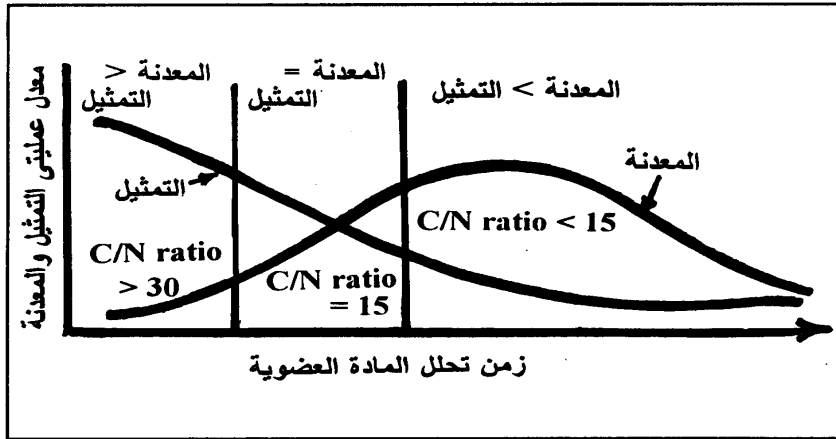 معدل عمليتى التمثيل والمعدنة
المعدنة >
التمثيل
المعدنة =
التمثيل
المعدنة > التمثيل
التمثيل
المعدنة
C/N ratio
> 30
C/N ratio
= 15
C/N ratio < 15
زمن تحلل المادة العضوية